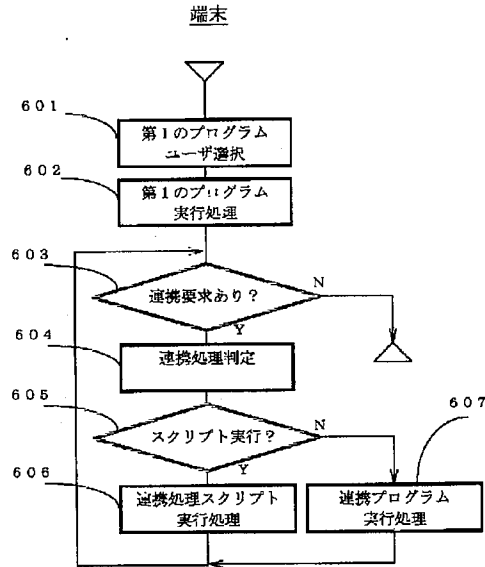 端末
601
第1のプログラム
ユーザ選択
602
第1のプログラム
実行処理
603
連携要求あり?
N
Y
604
連携処理判定
605
スクリプト実行?
N
Y
606
連携処理スクリプト
実行処理
607
連携プログラム
実行処理